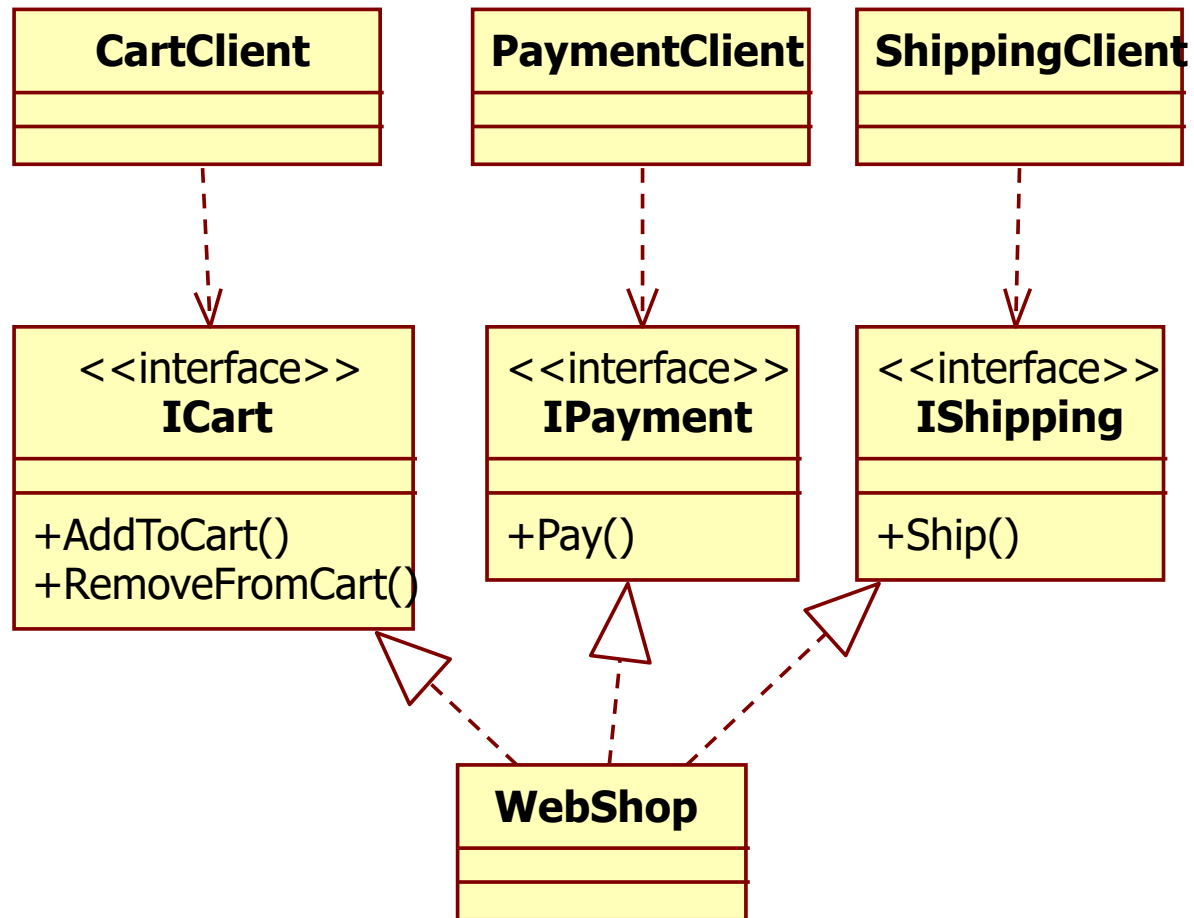 CartClient
PaymentClient
ShippingClient
<<interface>>
ICart
+AddToCart()
+RemoveFromCart()
<<interface>>
IPayment
+Pay()
<<interface>>
IShipping
+Ship()
WebShop